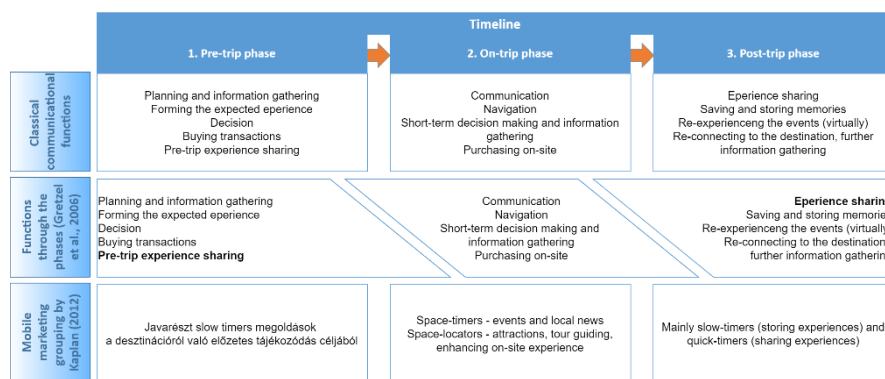 Timeline
1. Pre-trip phase
2. On-trip phase
3. Post-trip phase
Classical
communicational
functions
Planning and information gathering
Forming the expected eperience
Decision
Buying transactions
Pre-trip experience sharing
Communication
Navigation
Short-term decision making and information
gathering
Purchasing on-site
Eperience sharing
Saving and storing memories
Re-experienceng the events (virtually)
Re-connecting to the destination, further
information gathering
Functions
through the
phases (Gretzel
et al., 2006)
Planning and information gathering
Forming the expected eperience
Decision
Buying transactions
Pre-trip experience sharing
Communication
Navigation
Short-term decision making and
information gathering
Purchasing on-site
Eperience sharin
Saving and storing memorie
Re-experienceng the events (virtually
Re-connecting to the destination
further information gatherin
Mobile
marketing
grouping by
Kaplan (2012)
Javarészt slow timers megoldások
a desztinációról való előzetes tájékozódás céljából
Space-timers - events and local news
Space-locators - attractions, tour guiding,
enhancing on-site experience
Mainly slow-timers (storing experiences) and
quick-timers (sharing experiences)